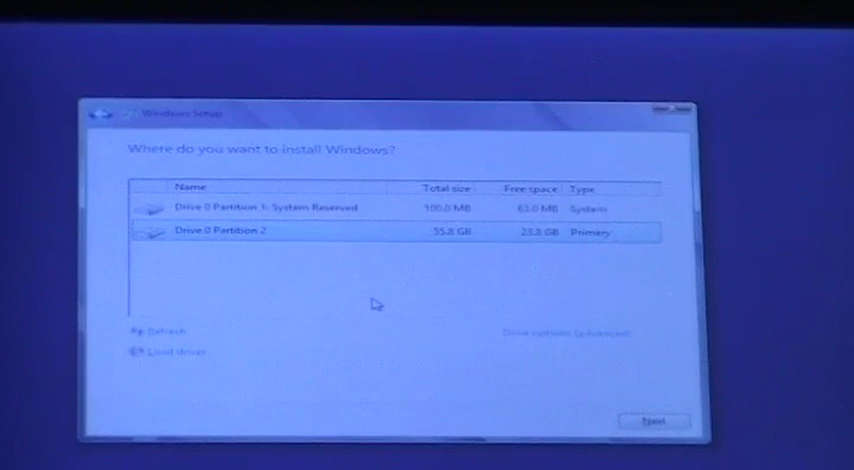 Windows Setup
Where do you want to install Windows?
Name Total size Free space Type
Drive 0 Partition 1: System Reserved 100.0 MB 63.0 MB System
Drive 0 Partition 2 55.8 GB 23.8 GB Primary
Refresh Drive options (advanced)
Load driver
Next